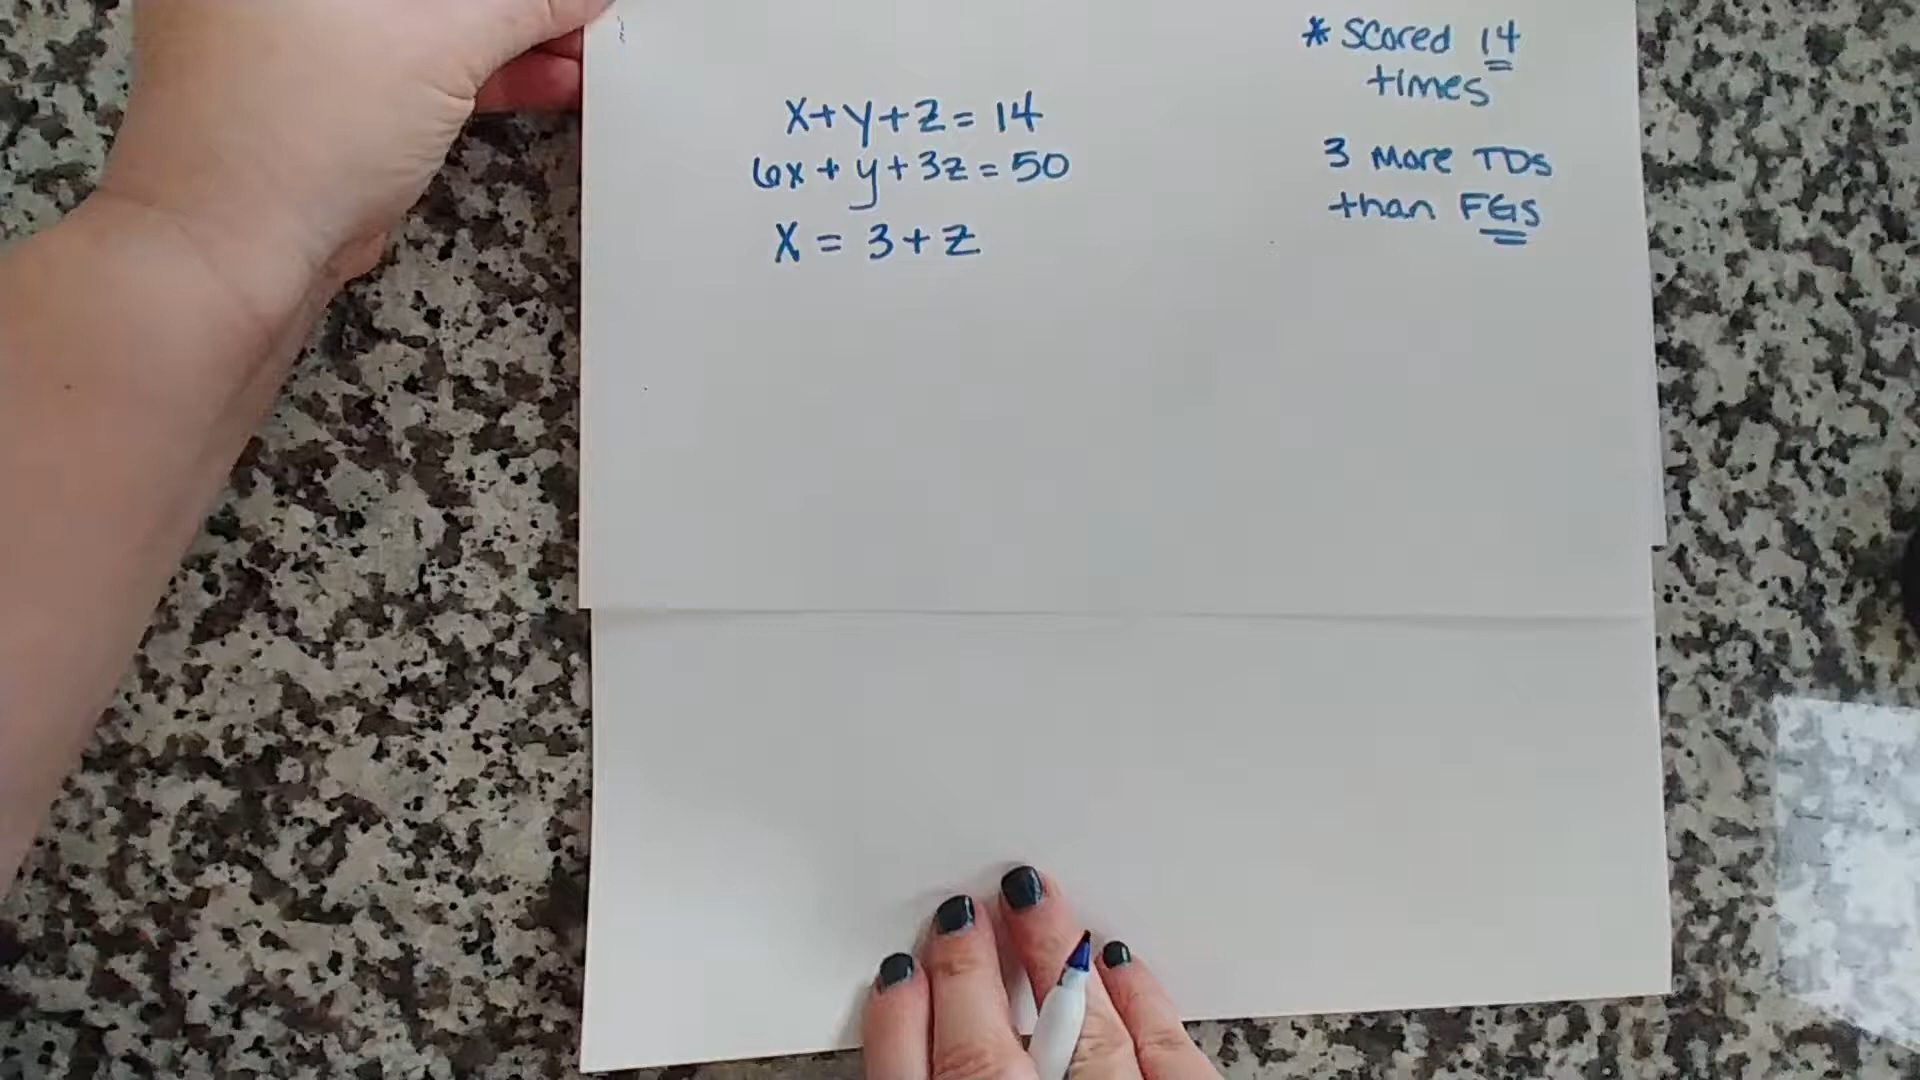 x+y+z=14
6x+y+3z=50
x=3+z
* Scored 14
times
3 More TDs
than FGs